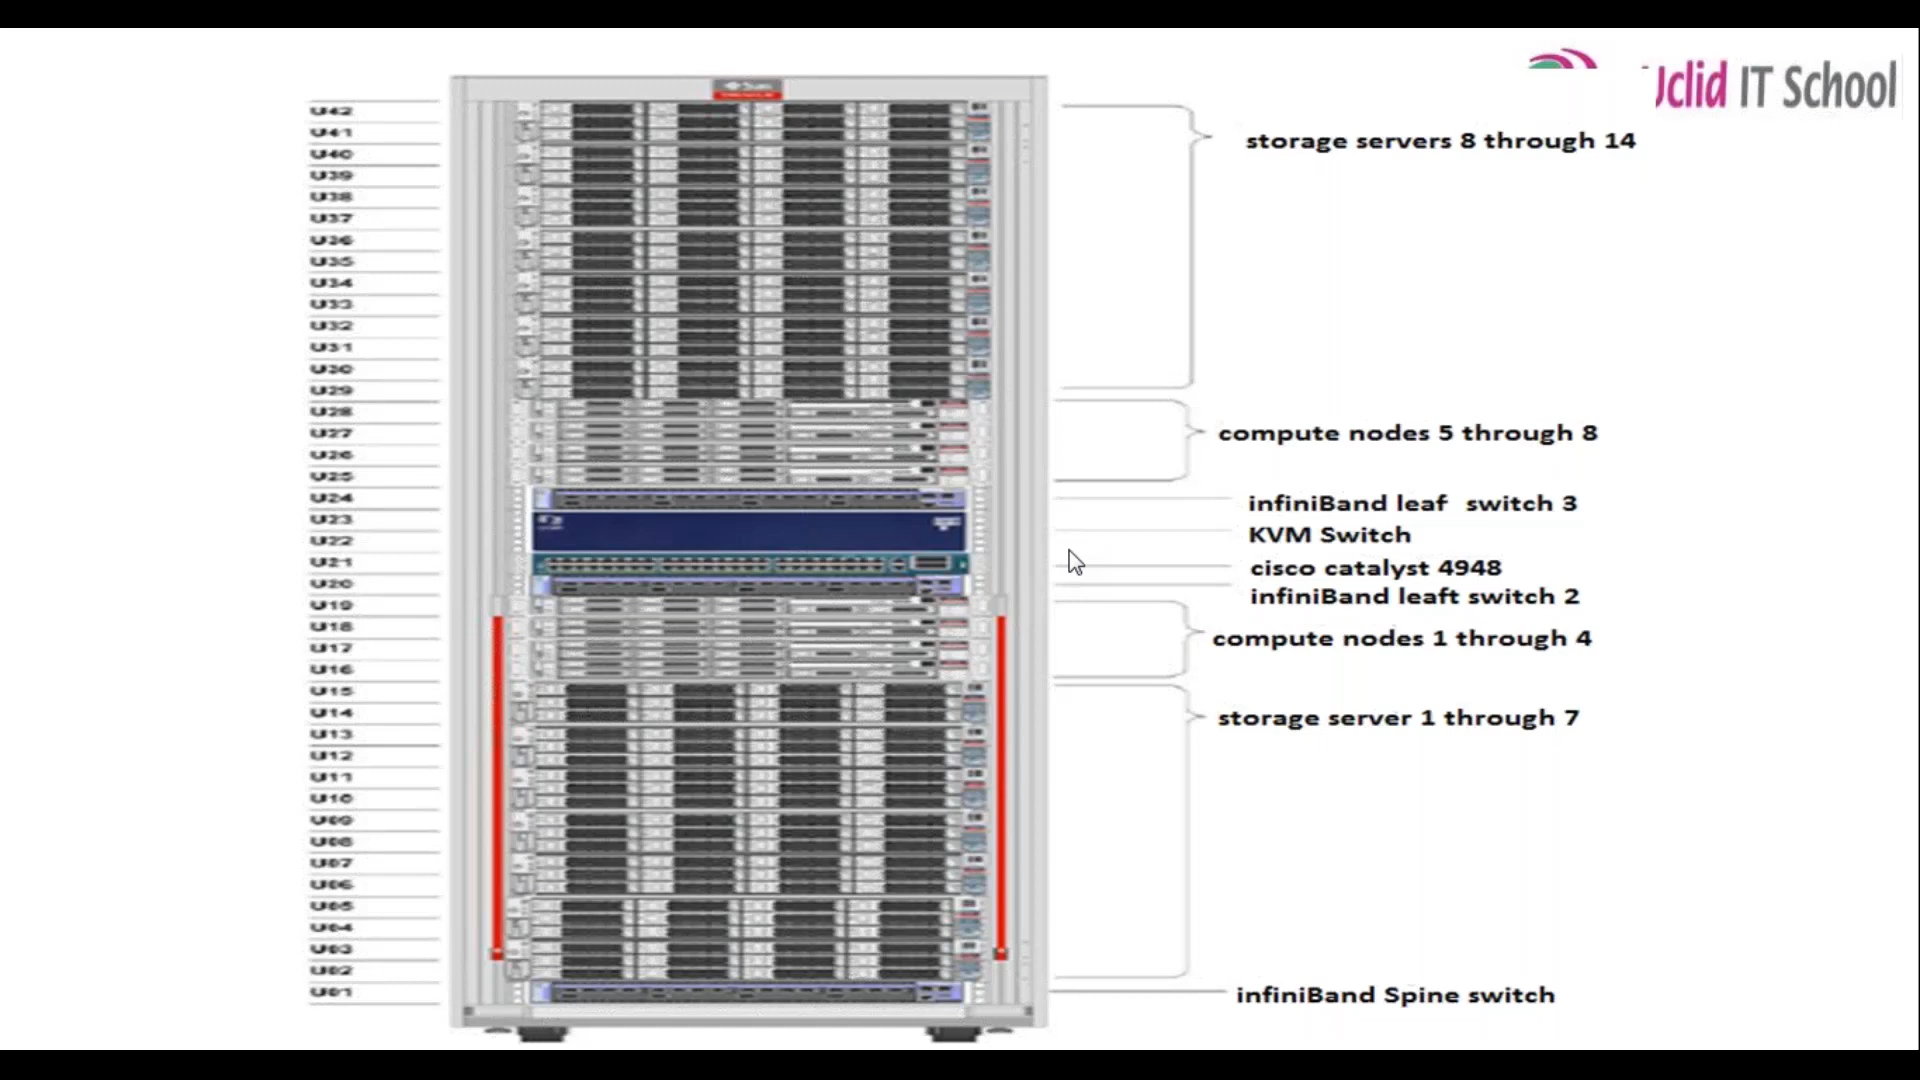 Uclid IT School
Sun
U42
U41
U40
U39
U38
U37
U36
U35
U34
U33
U32
U31
U30
U29
U28
U27
U26
U25
U24
U23
U22
U21
U20
U19
U18
U17
U16
U15
U14
U13
U12
U11
U10
U09
U08
U07
U06
U05
U04
U03
U02
U01
storage servers 8 through 14
compute nodes 5 through 8
infiniBand leaf switch 3
KVM Switch
cisco catalyst 4948
infiniBand leaft switch 2
compute nodes 1 through 4
storage server 1 through 7
infiniBand Spine switch